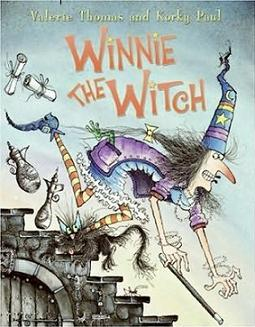 Valerie Thomas and Korky Paul
WINNIE
THE WITCH